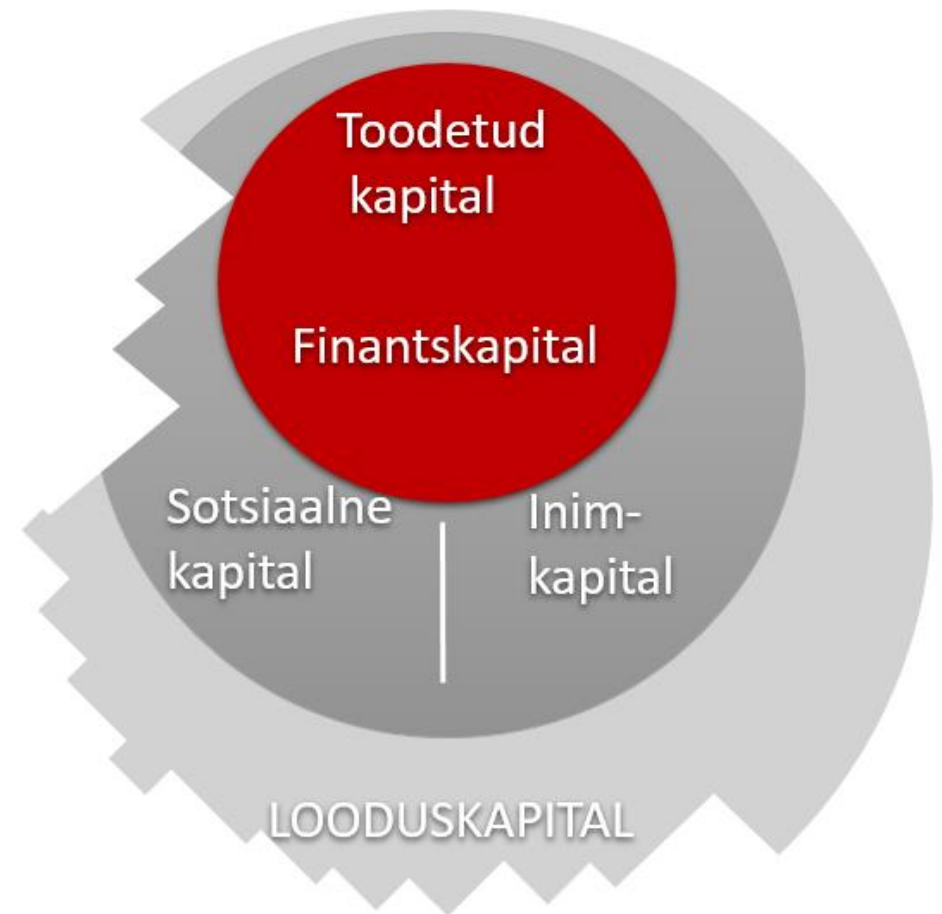 Toodetud
kapital
Finantskapital
Sotsiaalne
kapital
Inim-
kapital
LOODUSKAPITAL